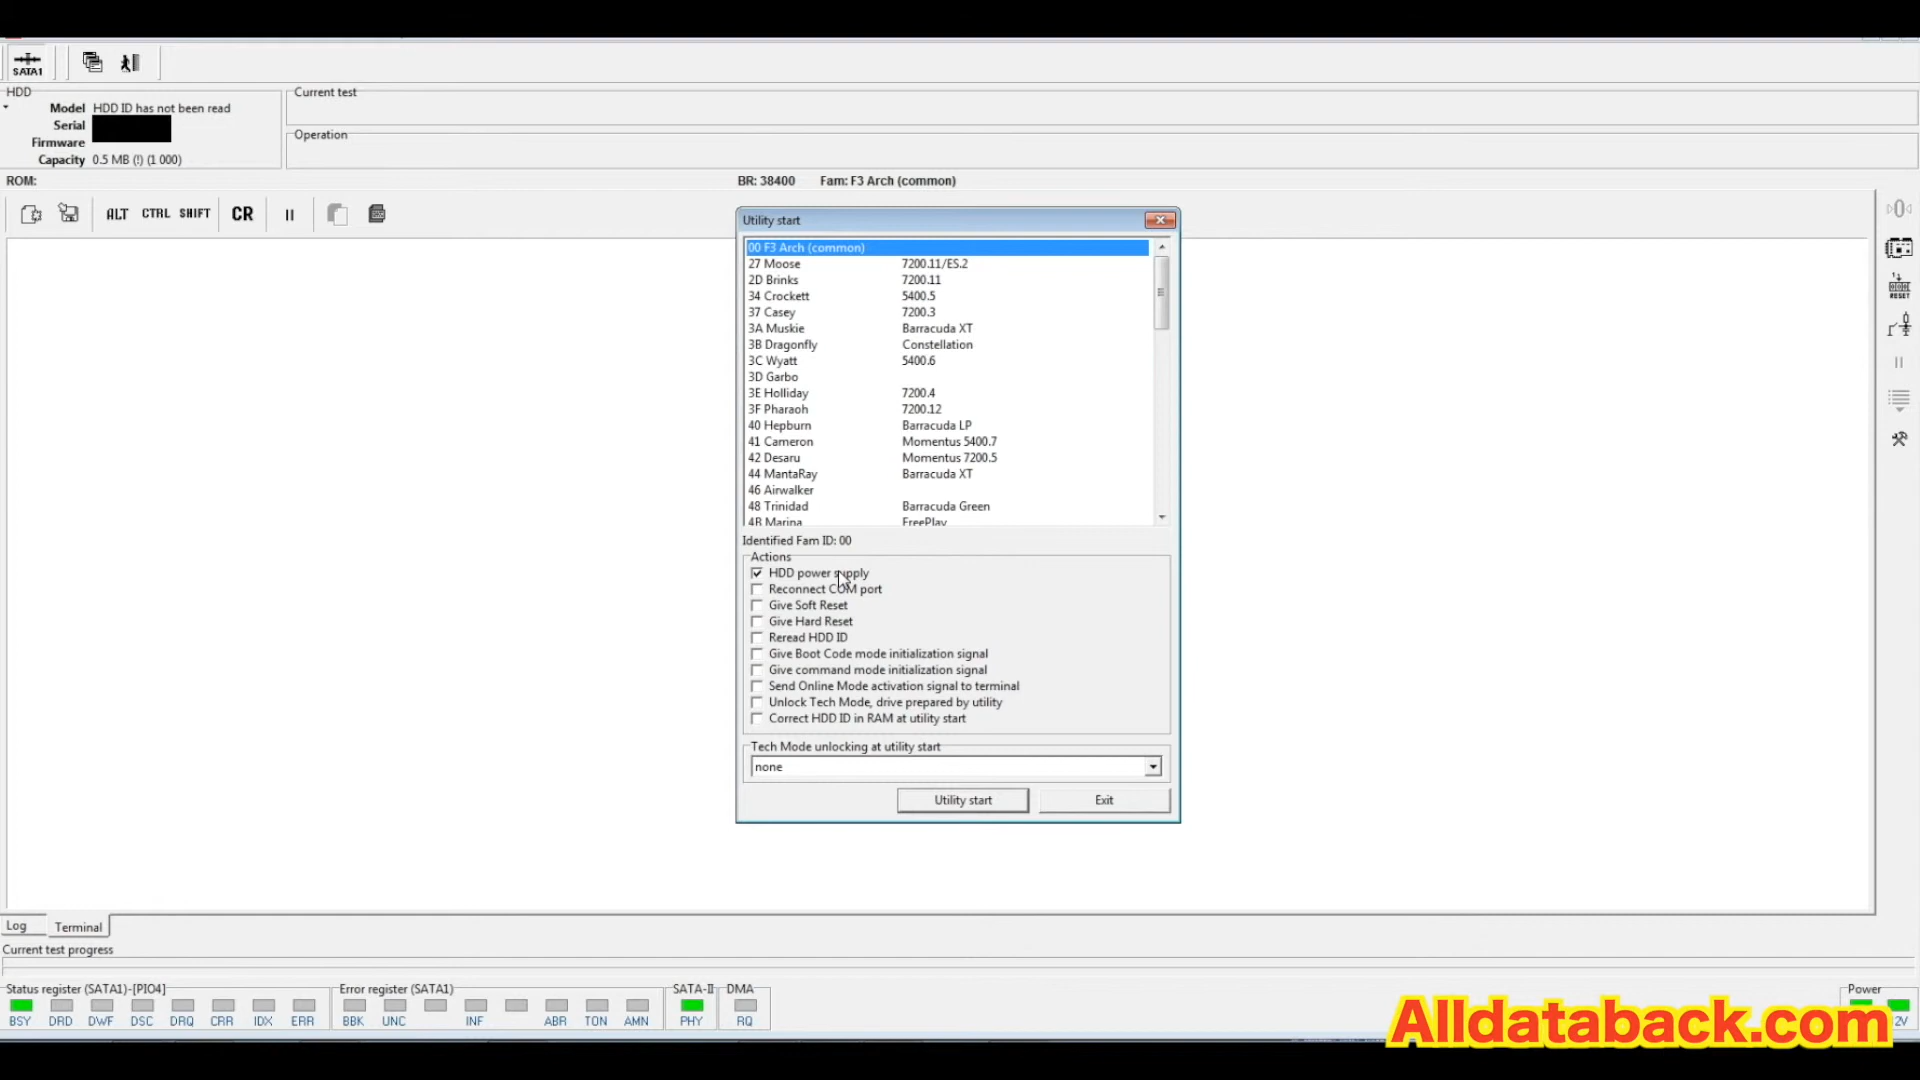 SATA1
HDD
Current test
Model HDD ID has not been read
Serial
Operation
Firmware
Capacity 0.5 MB (!) (1 000)
ROM: BR: 38400 Fam: F3 Arch (common)
ALT CTRL SHIFT CR
Utility start
00 F3 Arch (common)
27 Moose 7200.11/ES.2
2D Brinks 7200.11
34 Crockett 5400.5
37 Casey 7200.3
3A Muskie Barracuda XT
3B Dragonfly Constellation
3C Wyatt 5400.6
3D Garbo
3E Holliday 7200.4
3F Pharaoh 7200.12
40 Hepburn Barracuda LP
41 Cameron Momentus 5400.7
42 Desaru Momentus 7200.5
44 MantaRay Barracuda XT
46 Airwalker
48 Trinidad Barracuda Green
4B Marina FreePlay
Identified Fam ID: 00
Actions
HDD power supply
Reconnect COM port
Give Soft Reset
Give Hard Reset
Reread HDD ID
Give Boot Code mode initialization signal
Give command mode initialization signal
Send Online Mode activation signal to terminal
Unlock Tech Mode, drive prepared by utility
Correct HDD ID in RAM at utility start
Tech Mode unlocking at utility start
none
Utility start Exit
RESET
Log Terminal
Current test progress
Status register (SATA1)-[PIO4] Error register (SATA1) SATA-II DMA Power
BSY DRD DWF DSC DRQ CRR IDX ERR BBK UNC INF ABR TON AMN PHY RQ
Alldataback.com